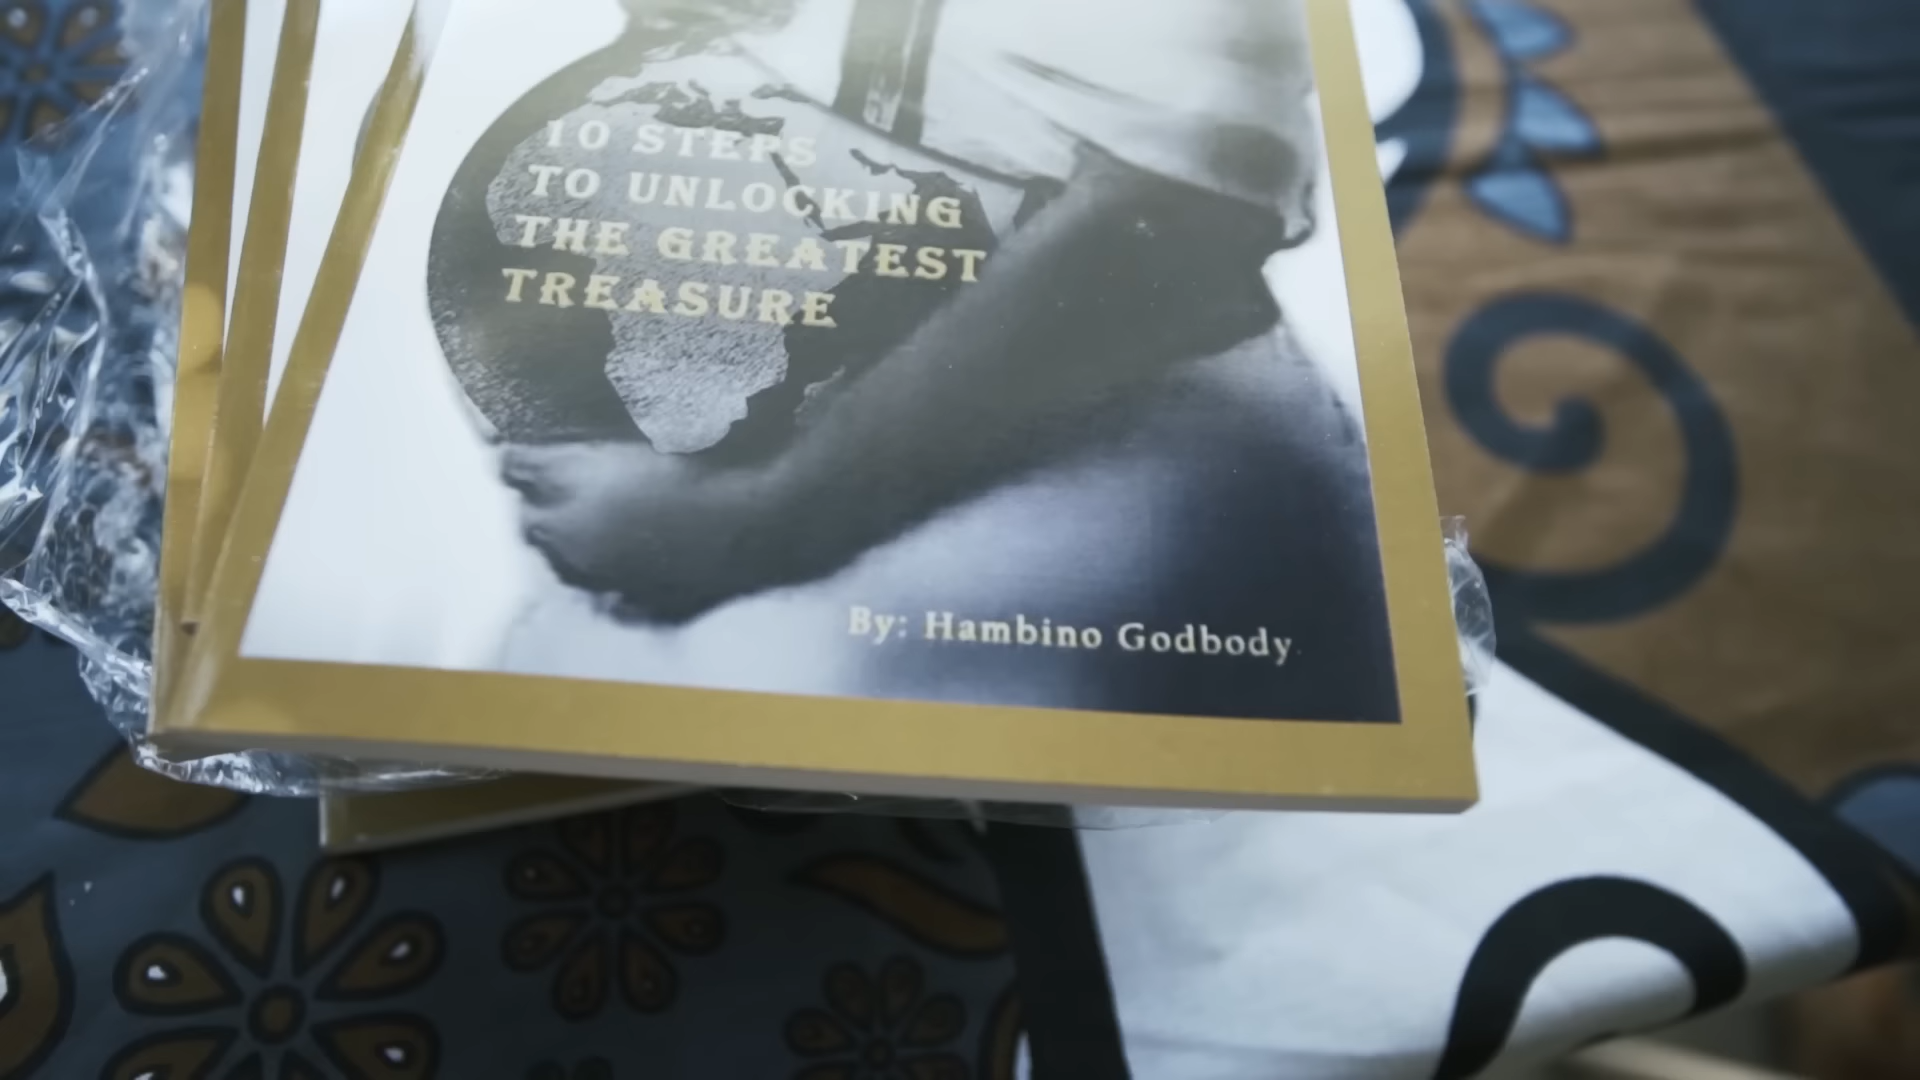 10 STEPS
TO UNLOCKING
THE GREATEST
TREASURE
By: Hambino Godbody